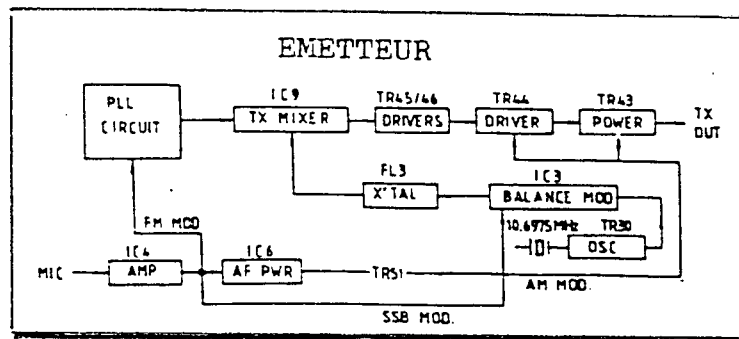 EMETTEUR
PLL
CIRCUIT
IC9
TX MIXER
TR45/46
DRIVERS
TR44
DRIVER
TR43
POWER
TX
OUT
FL3
X'TAL
IC3
BALANCE MOD
10.6975MHz
TR30
OSC
FM MOD
MIC
IC4
AMP
IC6
AF PWR
TR51
AM MOD.
SSB MOD.